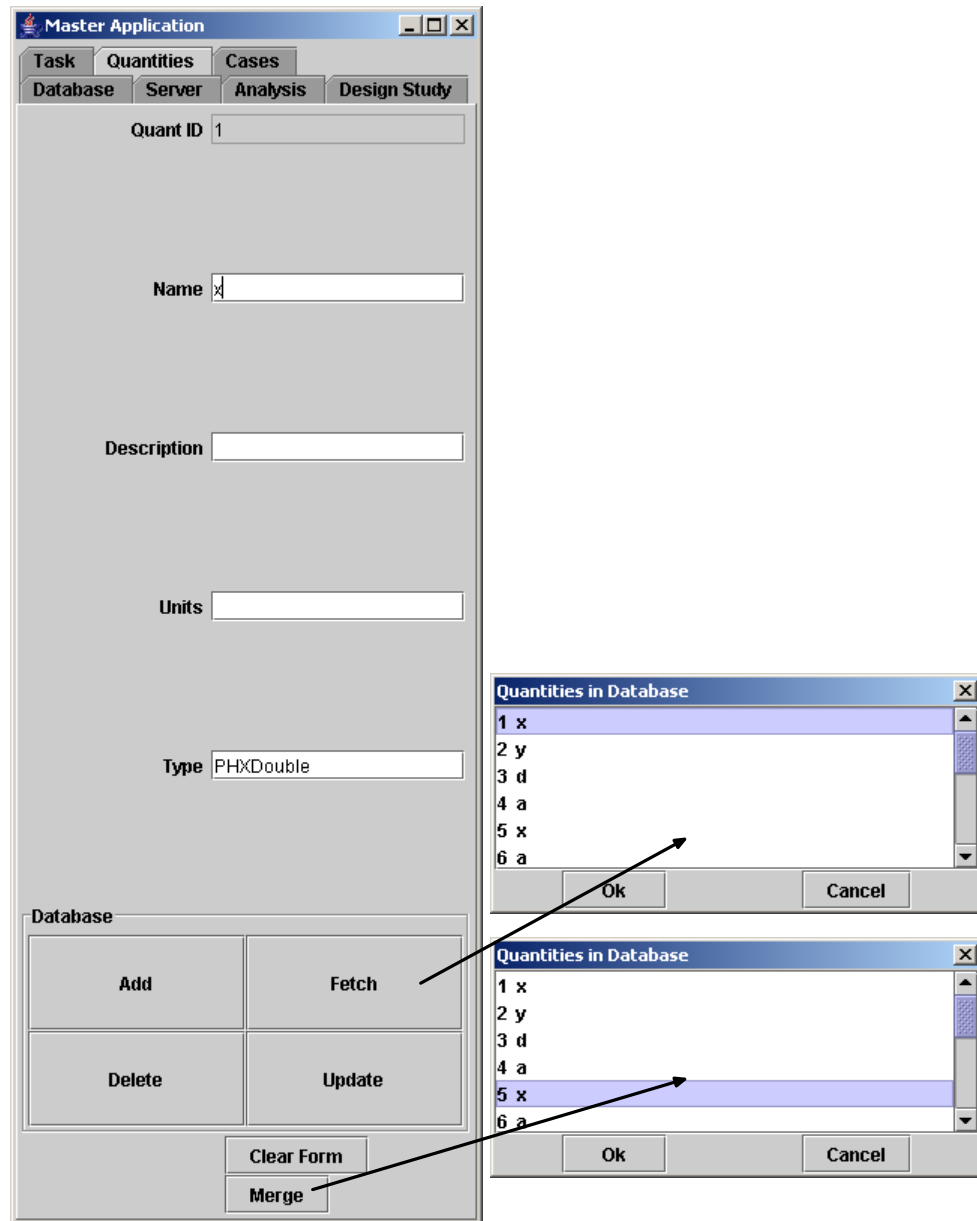 Master Application
Task Quantities Cases
Database Server Analysis Design Study
Quant ID 1
Name x
Description
Units
Type PHXDouble
Database
Add Fetch
Delete Update
Clear Form
Merge
Quantities in Database
1 x
2 y
3 d
4 a
5 x
6 a
Ok Cancel
Quantities in Database
1 x
2 y
3 d
4 a
5 x
6 a
Ok Cancel